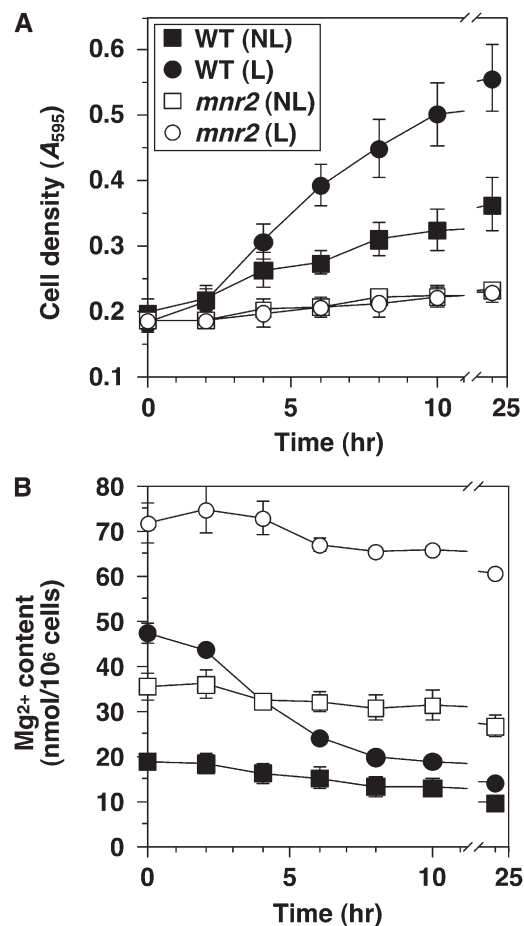 A
0.6
0.5
0.4
0.3
0.2
0.1
Cell density (A595)
WT (NL)
WT (L)
mnr2 (NL)
mnr2 (L)
0 5 10 25
Time (hr)
B
80
70
60
50
40
30
20
10
0
Mg2+ content
(nmol/10⁶ cells)
0 5 10 25
Time (hr)